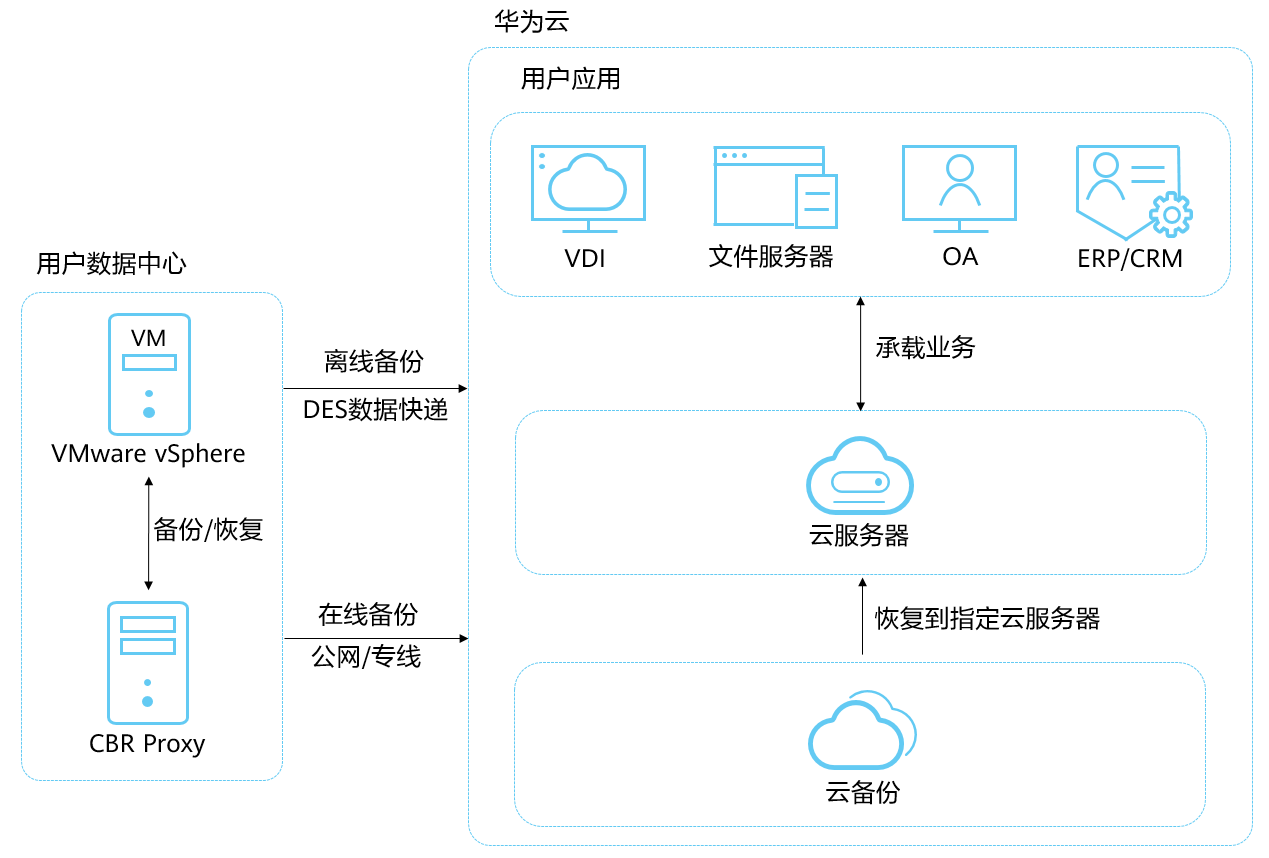 华为云
用户应用
VDI
文件服务器
OA
ERP/CRM
用户数据中心
VM
VMware vSphere
备份/恢复
CBR Proxy
离线备份
DES数据快递
在线备份
公网/专线
承载业务
云服务器
恢复到指定云服务器
云备份